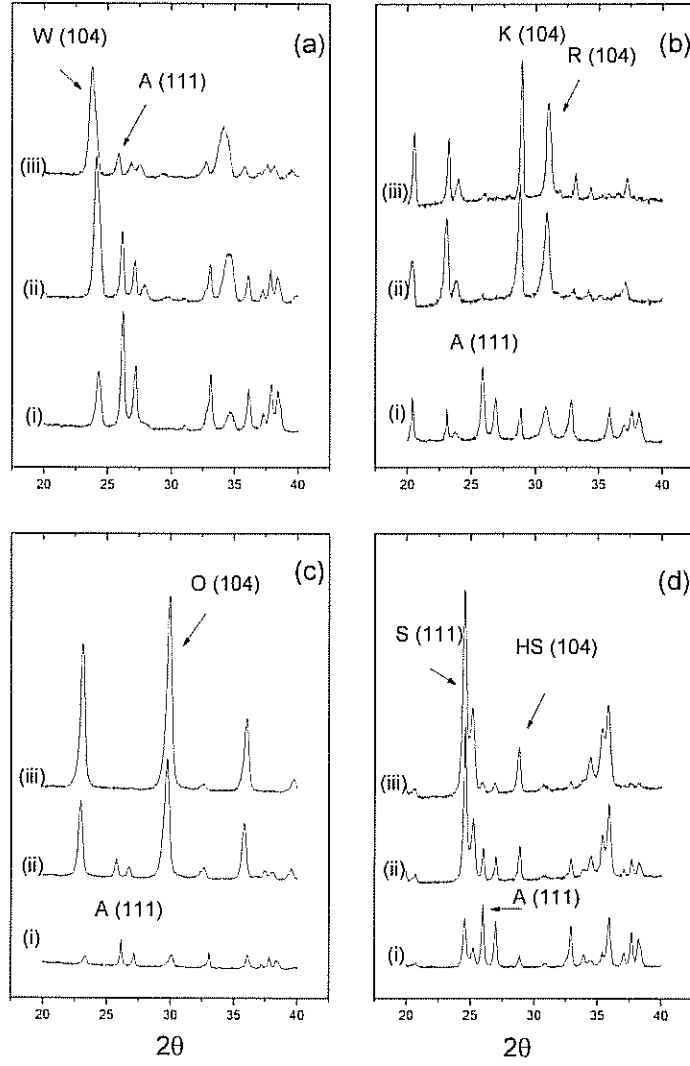 (a)
W (104)
A (111)
(iii)
(ii)
(i)
20 25 30 35 40
(b)
K (104)
R (104)
(iii)
(ii)
A (111)
(i)
20 25 30 35 40
(c)
O (104)
(iii)
(ii)
A (111)
(i)
20 25 30 35 40
2θ
(d)
S (111)
HS (104)
(iii)
(ii)
A (111)
(i)
20 25 30 35 40
2θ